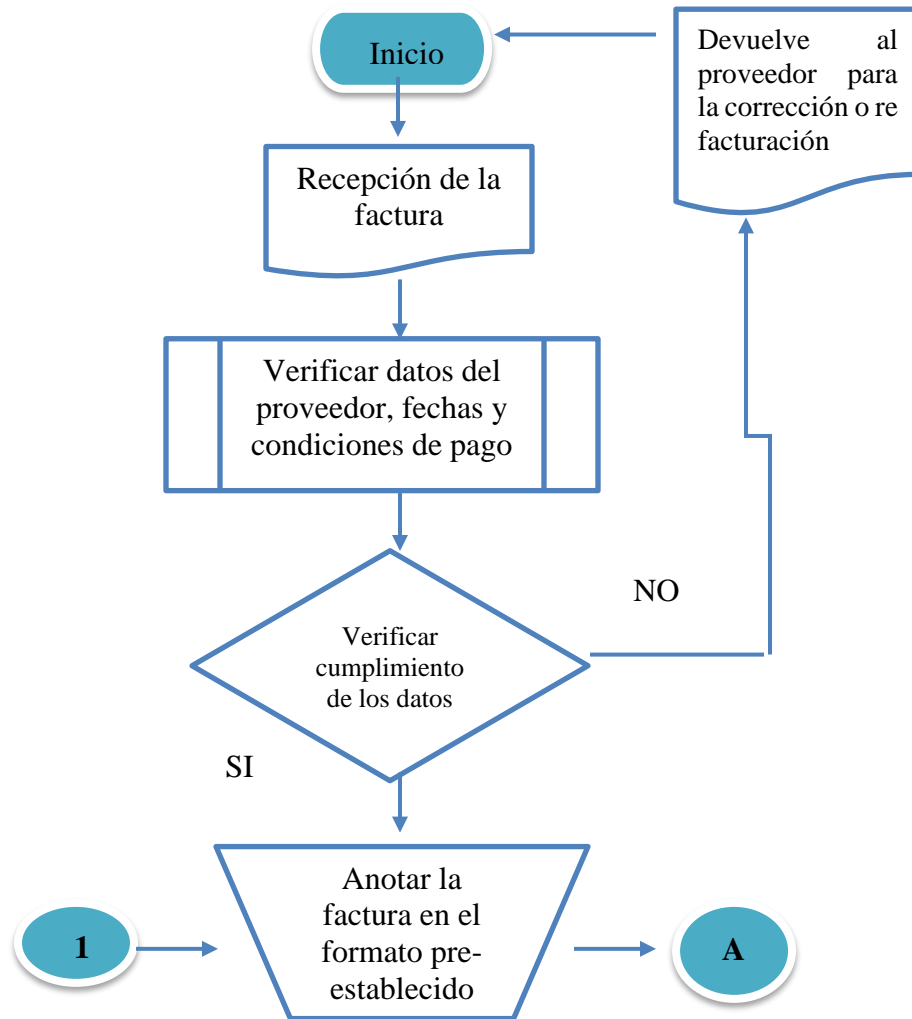 Inicio
Devuelve al
proveedor para
la corrección o re
facturación
Recepción de la
factura
Verificar datos del
proveedor, fechas y
condiciones de pago
NO
Verificar
cumplimiento
de los datos
SI
Anotar la
factura en el
formato pre-
establecido
1
A